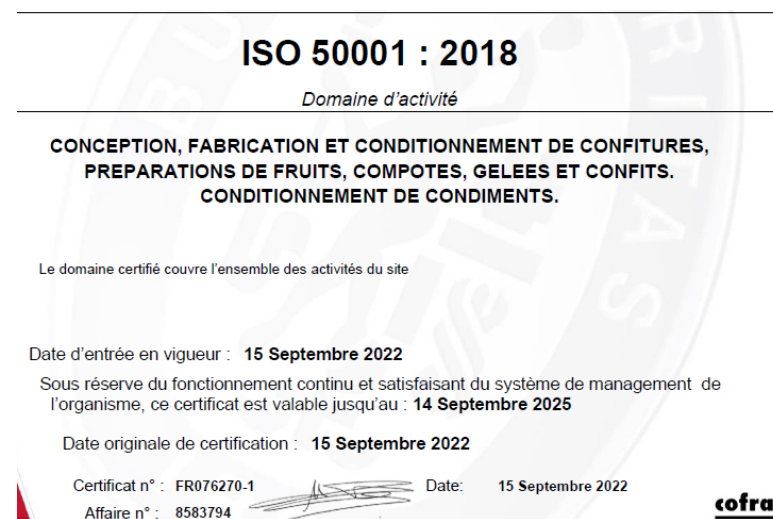 ISO 50001 : 2018
Domaine d'activité
CONCEPTION, FABRICATION ET CONDITIONNEMENT DE CONFITURES,
PREPARATIONS DE FRUITS, COMPOTES, GELEES ET CONFITS.
CONDITIONNEMENT DE CONDIMENTS.
Le domaine certifié couvre l'ensemble des activités du site
Date d'entrée en vigueur : 15 Septembre 2022
Sous réserve du fonctionnement continu et satisfaisant du système de management de
l'organisme, ce certificat est valable jusqu'au : 14 Septembre 2025
Date originale de certification : 15 Septembre 2022
Certificat n° : FR076270-1 Date: 15 Septembre 2022
Affaire n° : 8583794
cofra